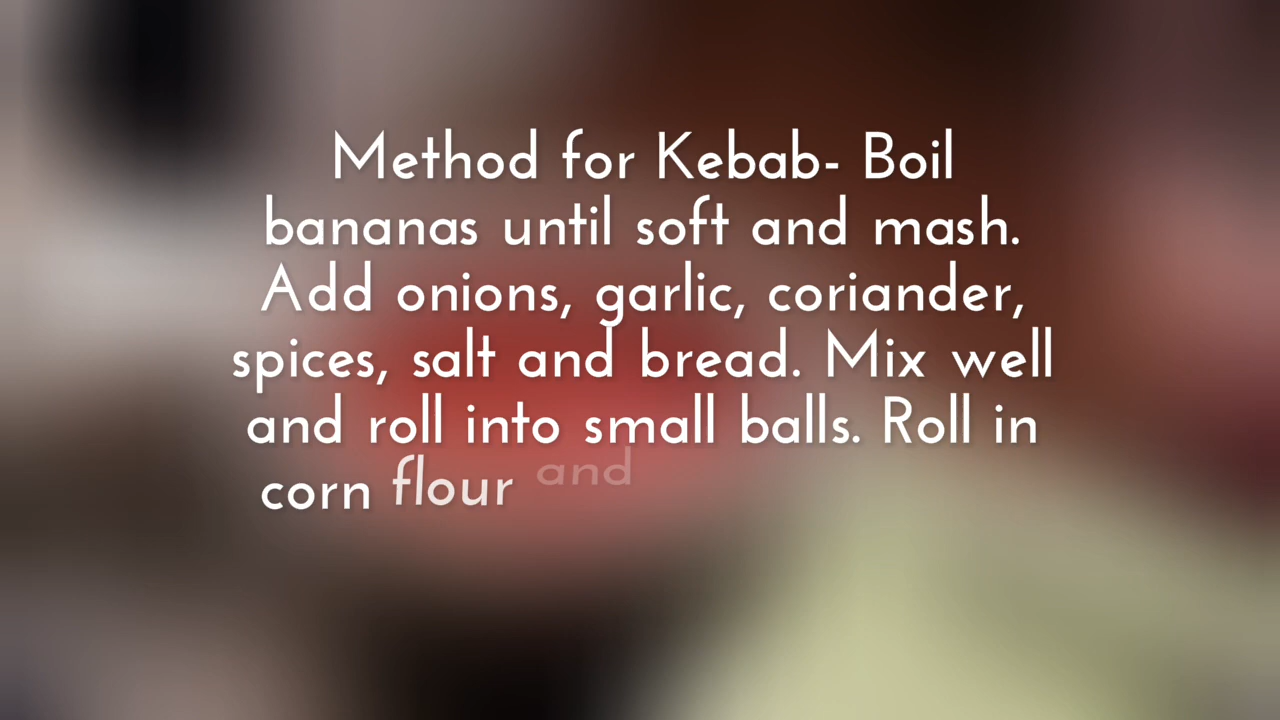 Method for Kebab- Boil
bananas until soft and mash.
Add onions, garlic, coriander,
spices, salt and bread. Mix well
and roll into small balls. Roll in
corn flour and